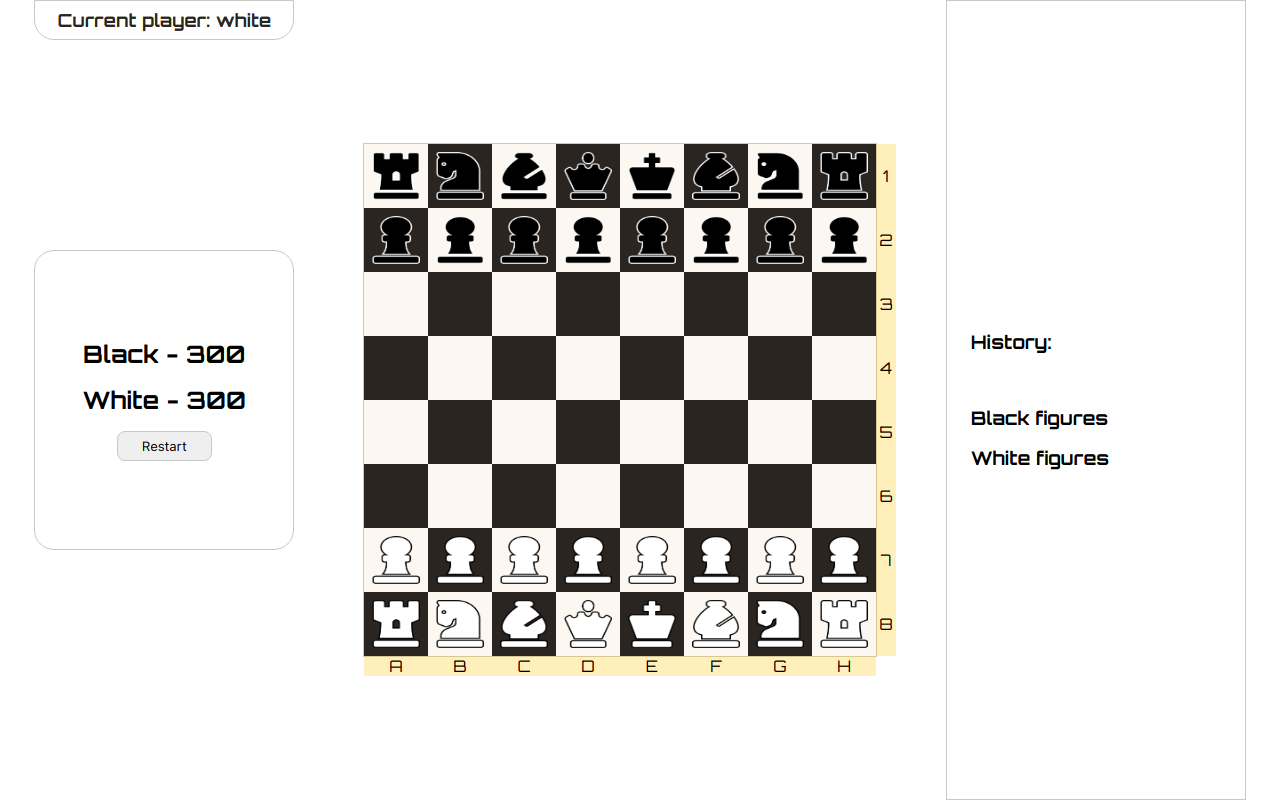 Current player: white
Black - 300
White - 300
Restart
1
2
3
4
5
6
7
8
A B C D E F G H
History:
Black figures
White figures